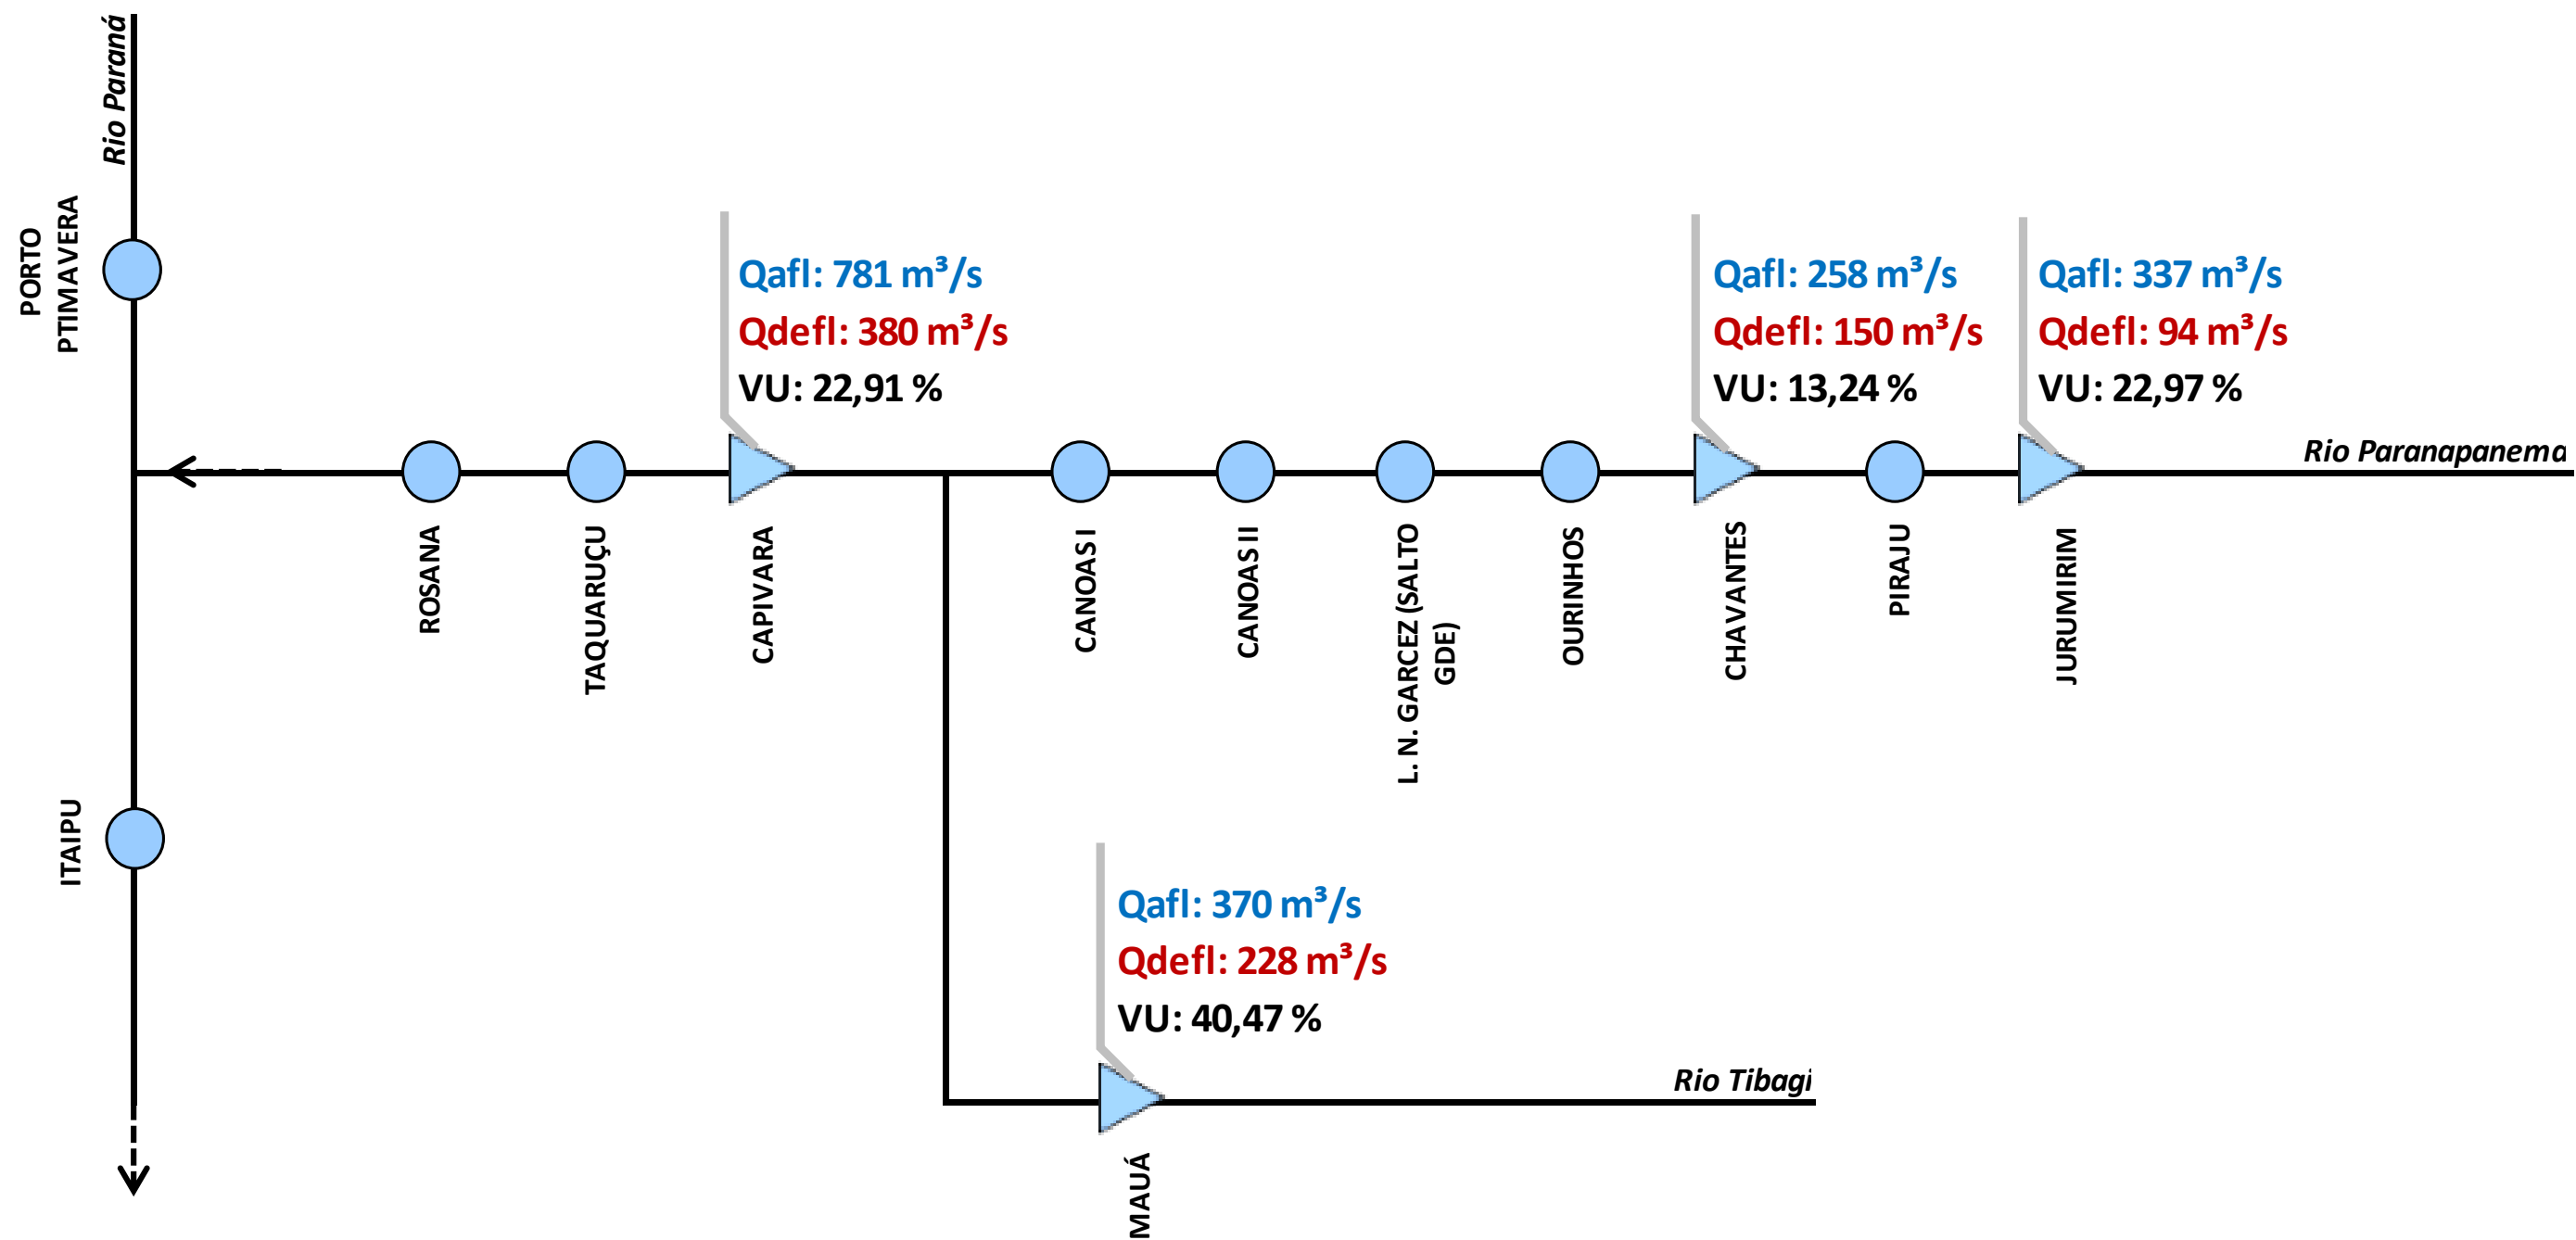 Rio Paraná
PORTO
PTIMAVERA
Qafl: 781 m³/s
Qdefl: 380 m³/s
VU: 22,91 %
Qafl: 258 m³/s
Qdefl: 150 m³/s
VU: 13,24 %
Qafl: 337 m³/s
Qdefl: 94 m³/s
VU: 22,97 %
Rio Paranapanema
ROSANA
TAQUARUÇU
CAPIVARA
CANOAS I
CANOAS II
L. N. GARCEZ (SALTO
GDE)
OURINHOS
CHAVANTES
PIRAJU
JURUMIRIM
ITAIPU
Qafl: 370 m³/s
Qdefl: 228 m³/s
VU: 40,47 %
Rio Tibagi
MAUÁ